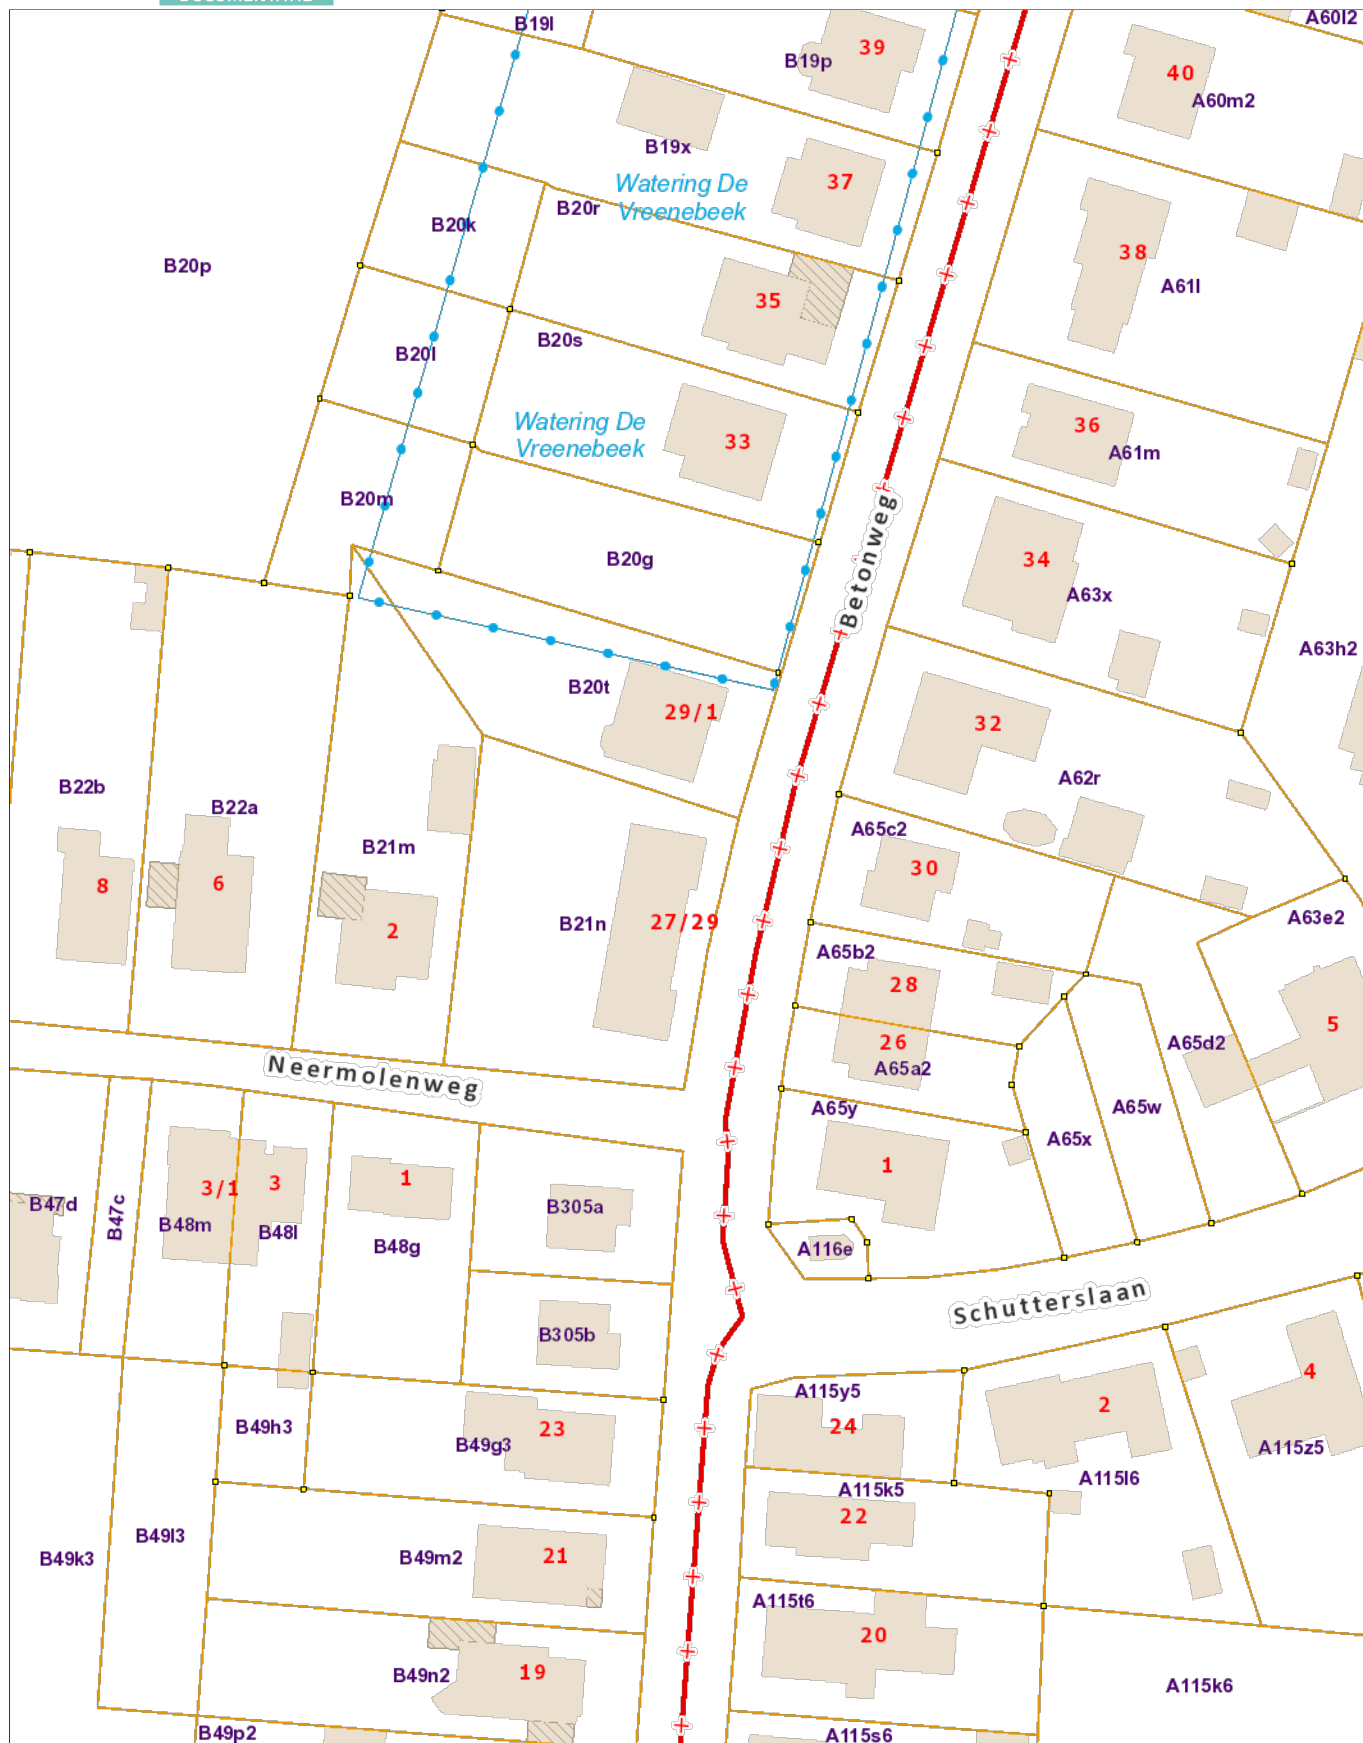 B19l
A60l2
39
B19p
40
A60m2
B19x
37
Watering De
Vreenebeek
B20r
B20k
38
B20p
A61l
35
B20s
B20l
Watering De
Vreenebeek
33
36
A61m
B20m
Betonweg
B20g
34
A63x
A63h2
B20t
29/1
32
A62r
B22b
B22a
B21m
A65c2
30
8
6
2
B21n
27/29
A63e2
A65b2
28
5
26
A65d2
A65a2
Neermolenweg
A65y
A65w
A65x
1
3/1
3
1
B47d
B47c
B48m
B48l
B48g
B305a
A116e
Schutterslaan
B305b
A115y5
2
4
24
B49h3
B49g3
23
A115z5
A115l6
A115k5
22
B49l3
B49k3
B49m2
21
A115t6
20
B49n2
19
A115k6
B49p2
A115s6